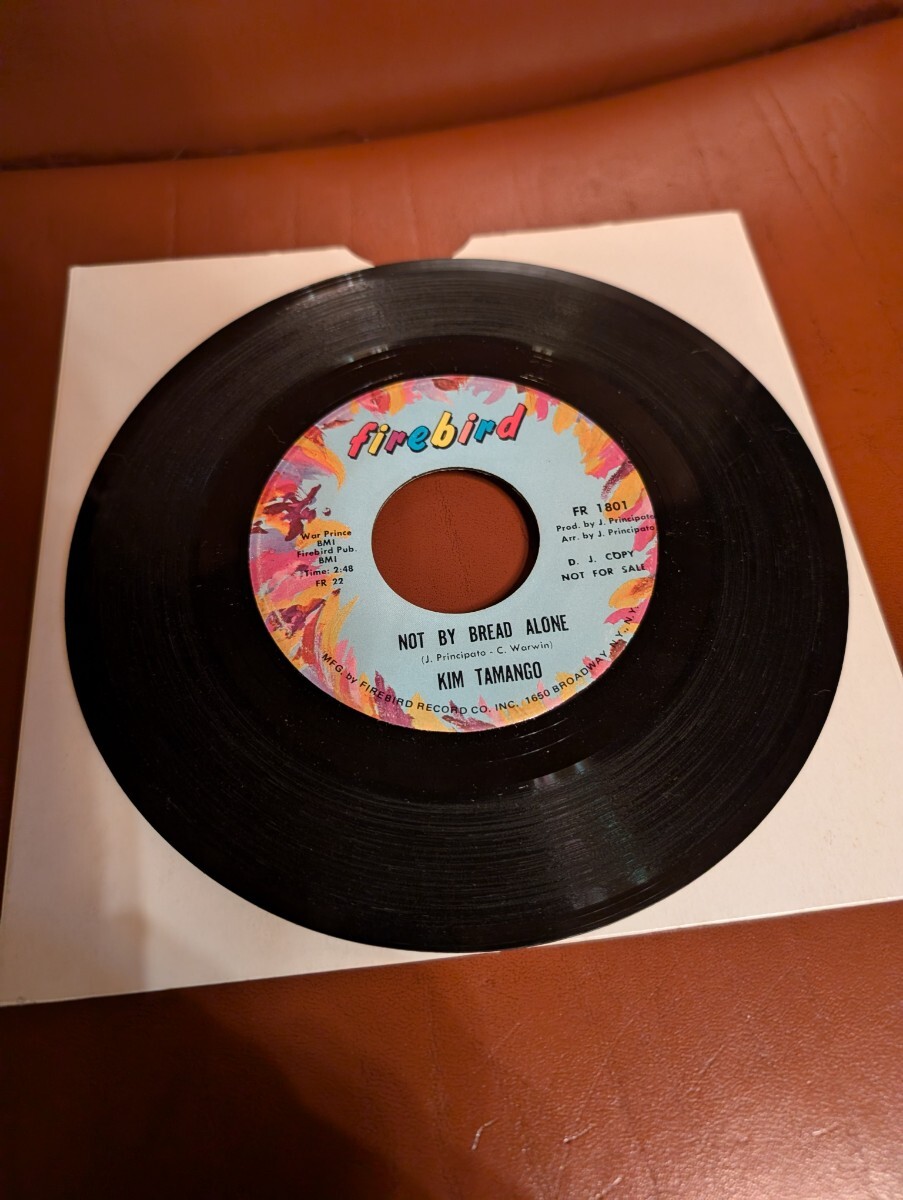 firebird
War Prince
BMI
Firebird Pub.
BMI
Time: 2:48
FR 22
FR 1801
Prod. by J. Principato
Arr. by J. Principato
D. J. COPY
NOT FOR SALE
NOT BY BREAD ALONE
(J. Principato - C. Warwin)
KIM TAMANGO
MFG. by FIREBIRD RECORD CO. INC. 1650 BROADWAY, N.Y. N.Y.